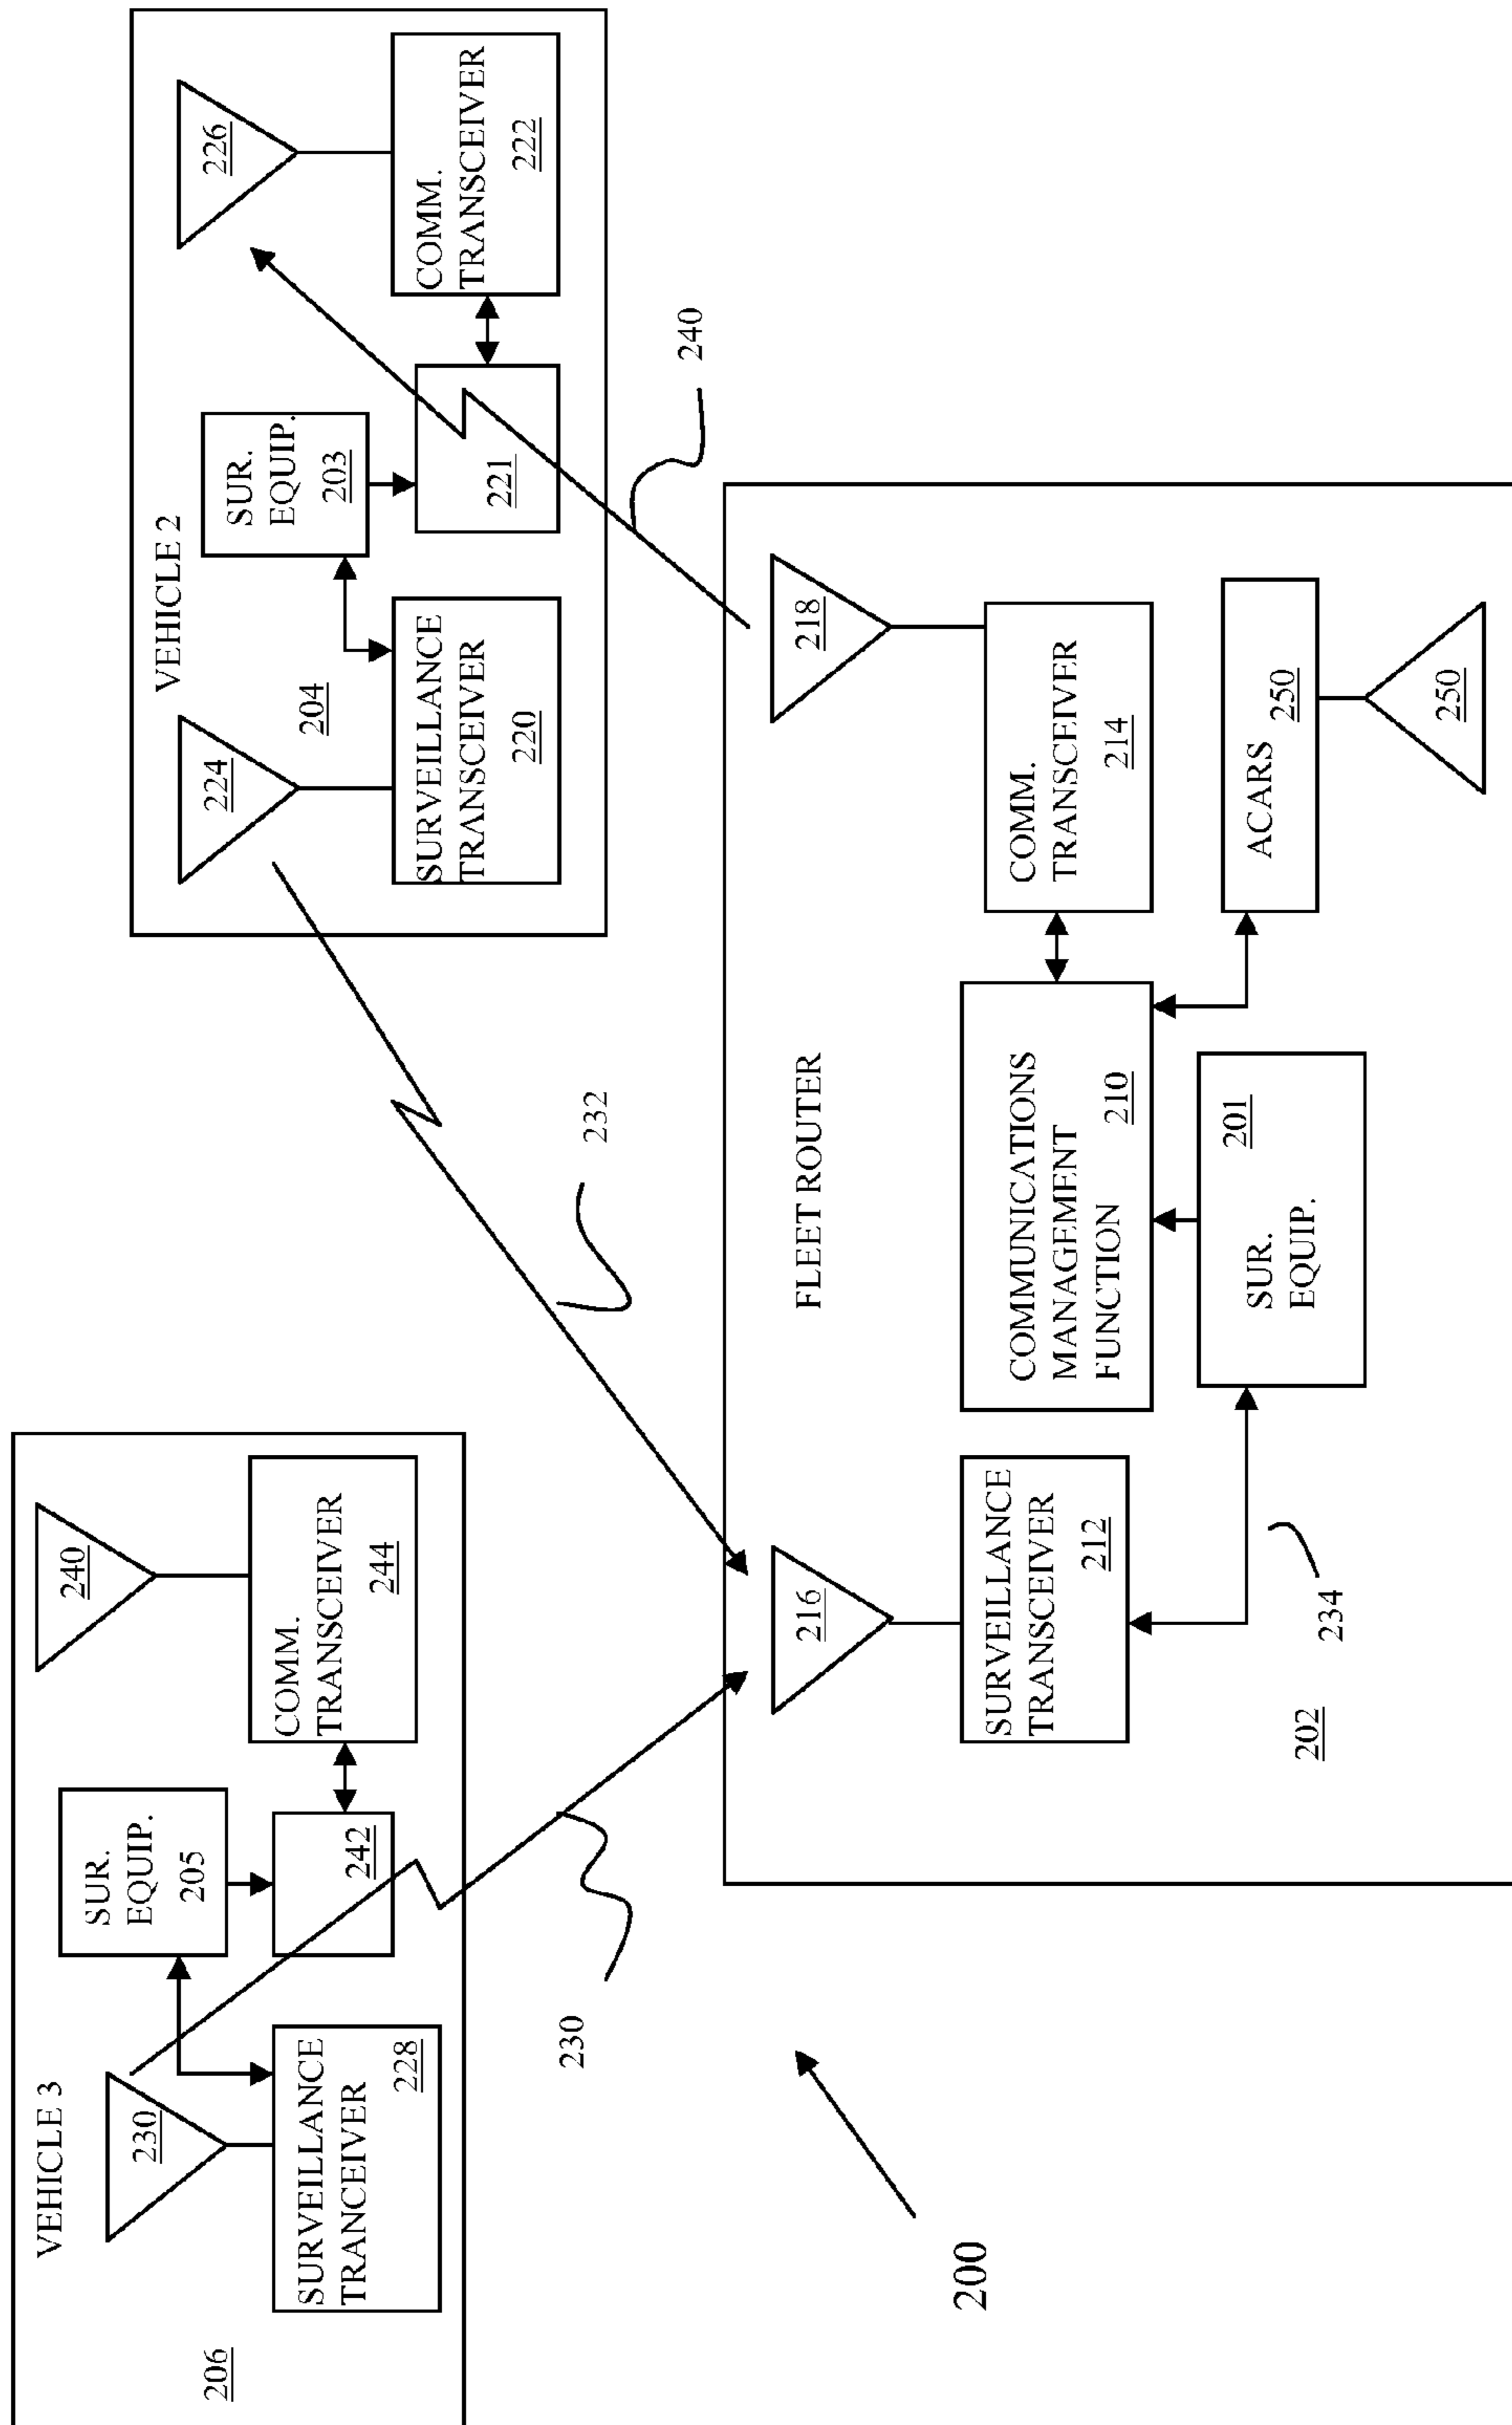 VEHICLE 3
230
SURVEILLANCE
TRANCEIVER
228
206
SUR.
EQUIP.
205
242
240
COMM.
TRANSCEIVER
244
VEHICLE 2
224
204
SURVEILLANCE
TRANSCEIVER
220
SUR.
EQUIP.
203
221
226
COMM.
TRANSCEIVER
222
230
232
240
200
FLEET ROUTER
216
SURVEILLANCE
TRANSCEIVER
212
COMMUNICATIONS
MANAGEMENT
210
FUNCTION
218
COMM.
TRANSCEIVER
214
201
SUR.
EQUIP.
ACARS
250
250
234
202